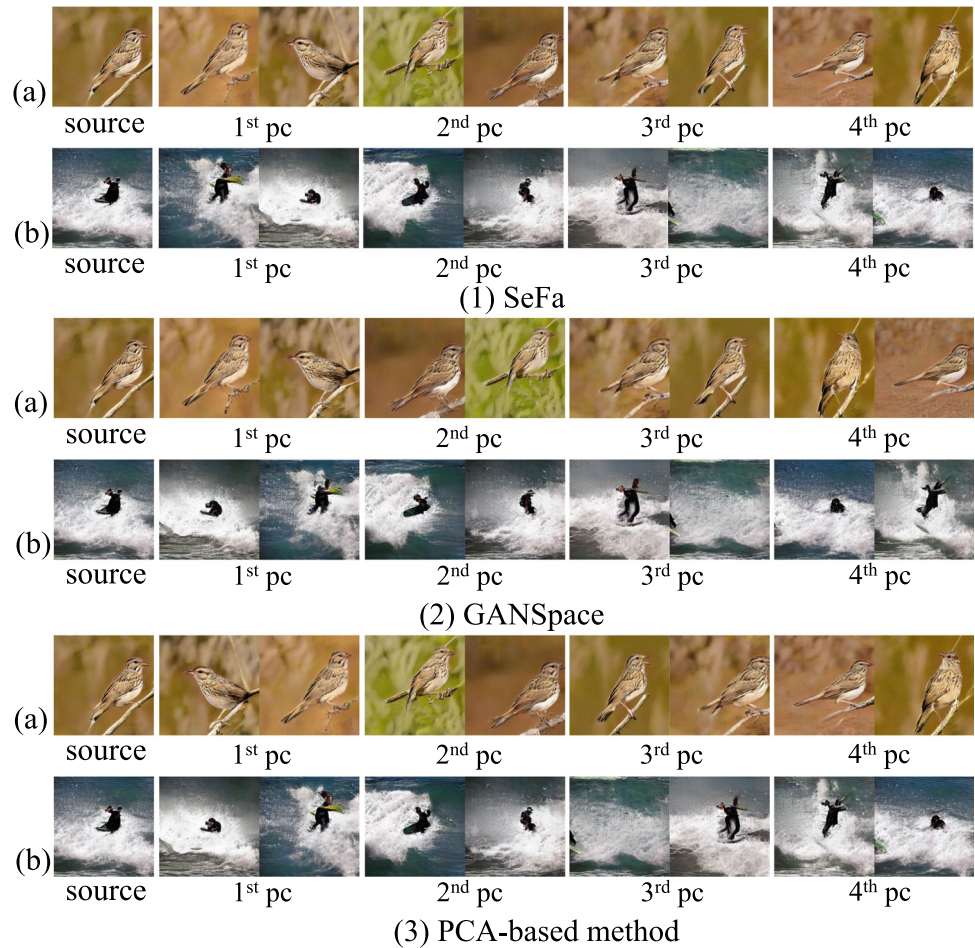 (a)
source 1st pc 2nd pc 3rd pc 4th pc
(b)
source 1st pc 2nd pc 3rd pc 4th pc
(1) SeFa
(a)
source 1st pc 2nd pc 3rd pc 4th pc
(b)
source 1st pc 2nd pc 3rd pc 4th pc
(2) GANSpace
(a)
source 1st pc 2nd pc 3rd pc 4th pc
(b)
source 1st pc 2nd pc 3rd pc 4th pc
(3) PCA-based method